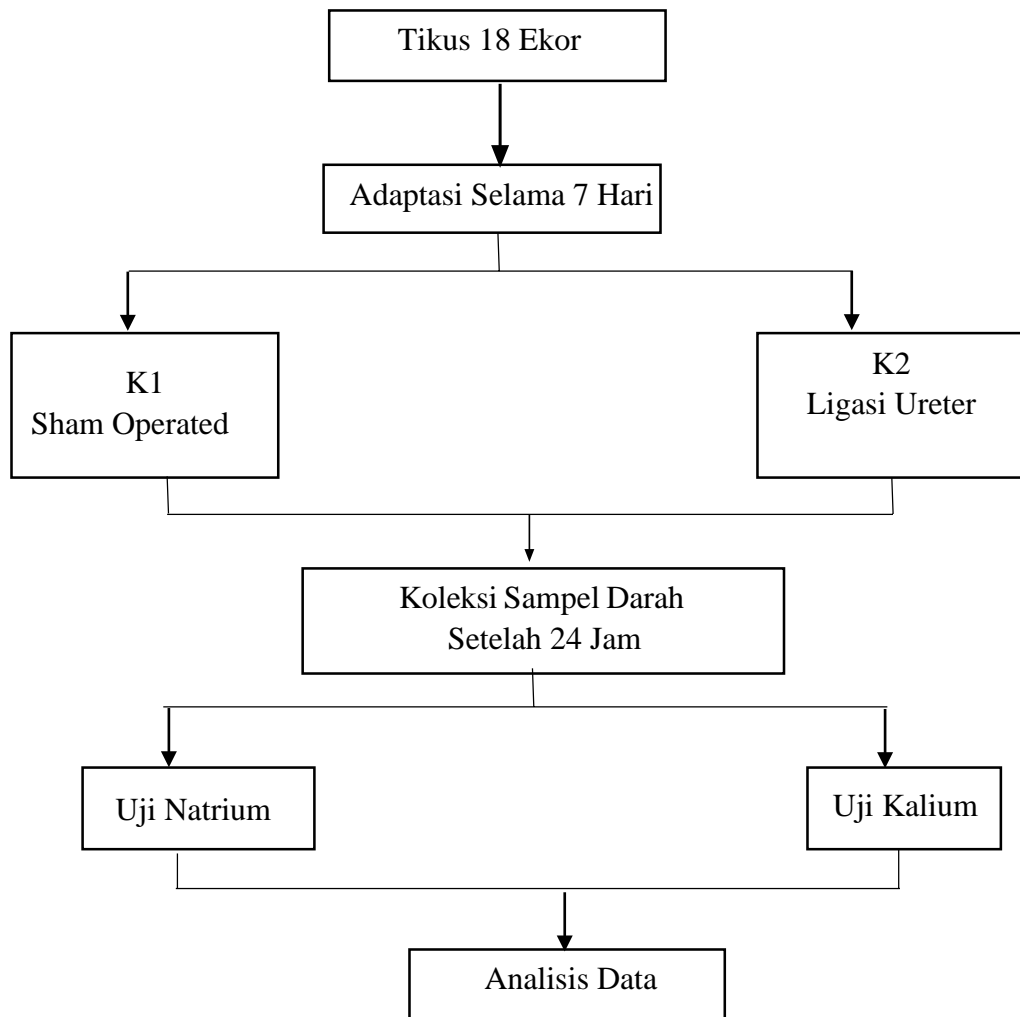 Tikus 18 Ekor
Adaptasi Selama 7 Hari
K1
Sham Operated
K2
Ligasi Ureter
Koleksi Sampel Darah
Setelah 24 Jam
Uji Natrium
Uji Kalium
Analisis Data